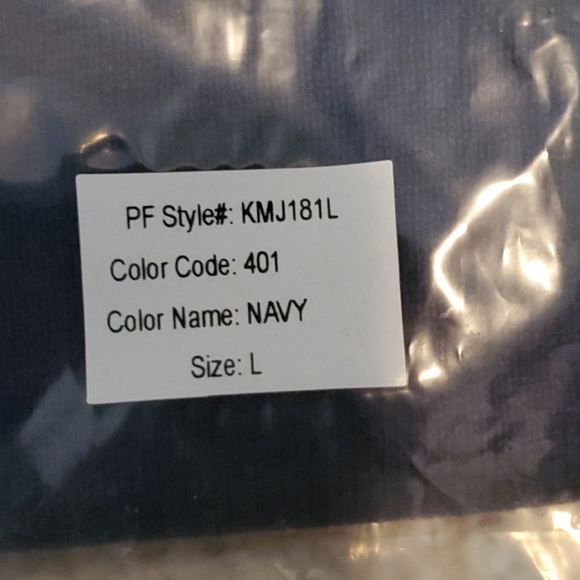 PF Style#: KMJ181L
Color Code: 401
Color Name: NAVY
Size: L